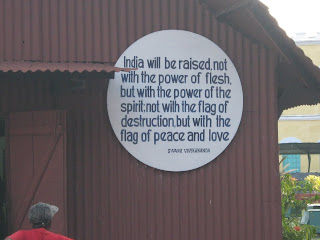 India will be raised, not
with the power of flesh,
but with the power of the
spirit: not with the flag of
destruction, but with the
flag of peace and love
SWAMI VIVEKANANDA